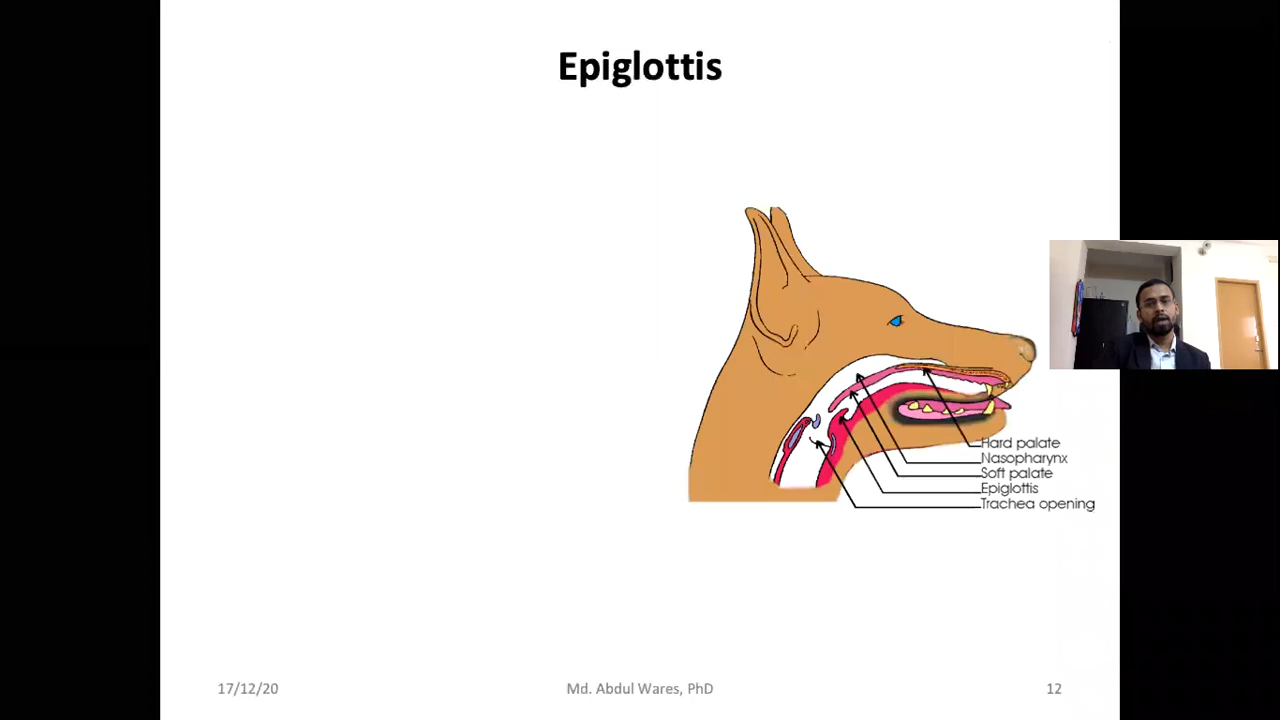 Epiglottis
Hard palate
Nasopharynx
Soft palate
Epiglottis
Trachea opening
17/12/20
Md. Abdul Wares, PhD
12